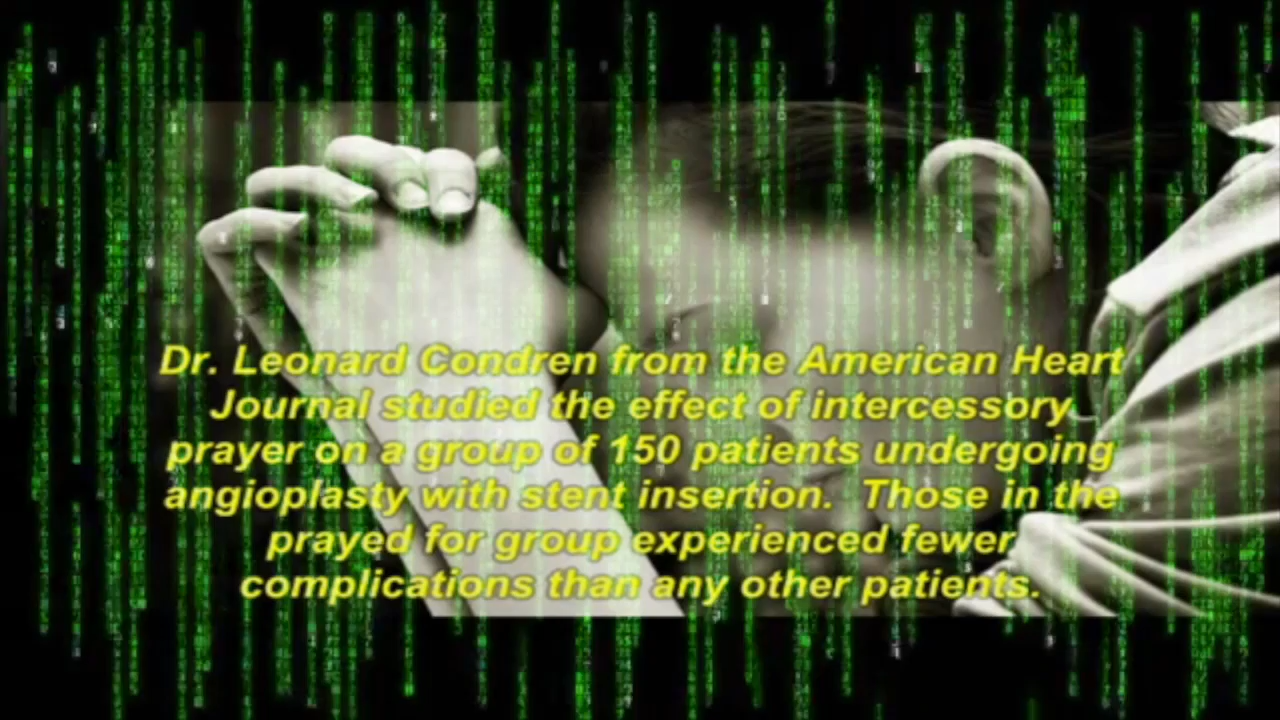 Dr. Leonard Condren from the American Heart
Journal studied the effect of intercessory
prayer on a group of 150 patients undergoing
angioplasty with stent insertion. Those in the
prayed for group experienced fewer
complications than any other patients.